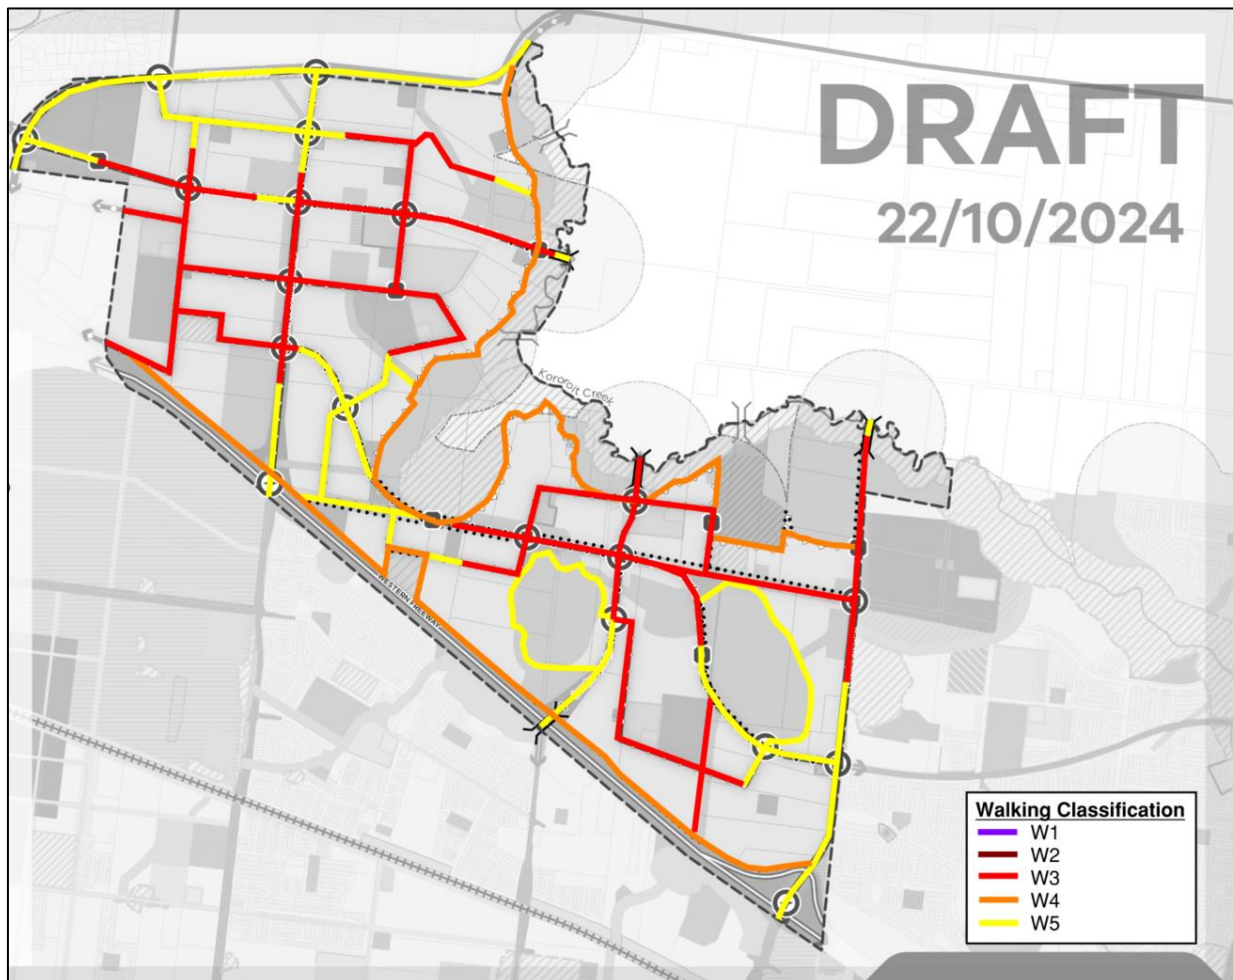 DRAFT
22/10/2024
Kororoit Creek
WESTERN FREEWAY
Walking Classification
W1
W2
W3
W4
W5